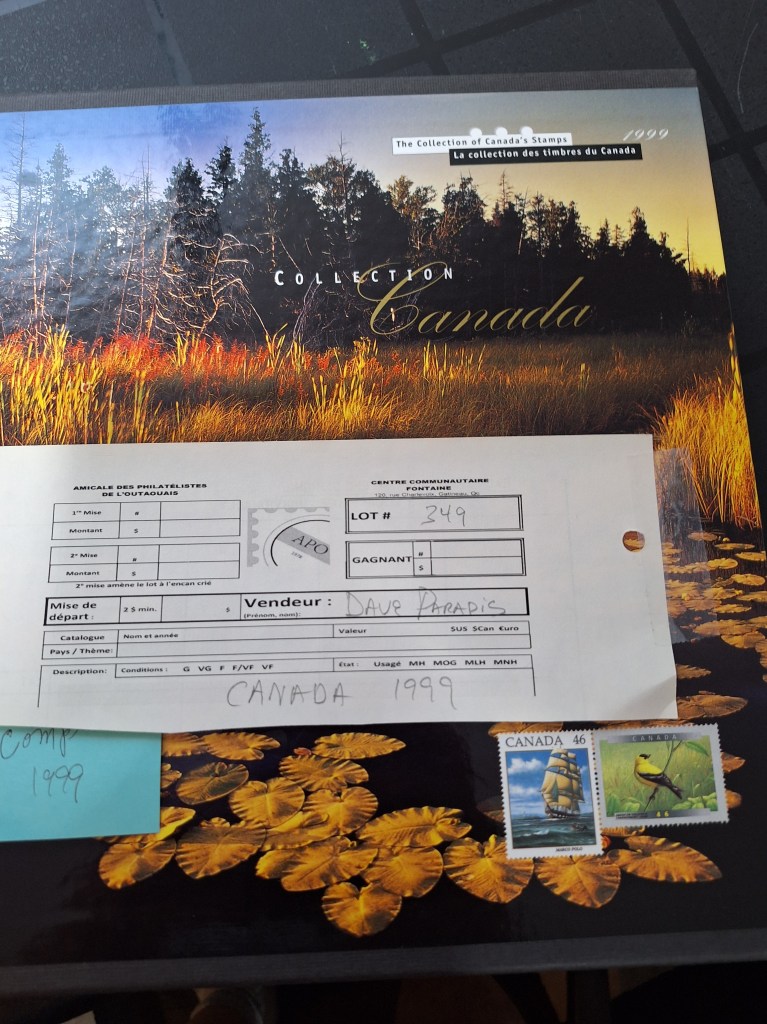 1999
The Collection of Canada's Stamps
La collection des timbres du Canada
COLLECTION
Canada
AMICALE DES PHILATÉLISTES
DE L'OUTAOUAIS
CENTRE COMMUNAUTAIRE
FONTAINE
120, rue Charlevoix, Gatineau, Qc
1re Mise #
Montant $
2e Mise #
Montant $
2e mise amène le lot à l'encan crié
APO
LOT # 349
GAGNANT #
$
Mise de départ : 2 $ min. $ Vendeur : DAVE PARADIS
(Prénom, nom):
Catalogue Nom et année Valeur $US $Can €uro
Pays / Thème:
Description: Conditions : G VG F F/VF VF État : Usagé MH MOG MLH MNH
CANADA 1999
Comp
1999
CANADA 46
MARCO POLO
CANADA